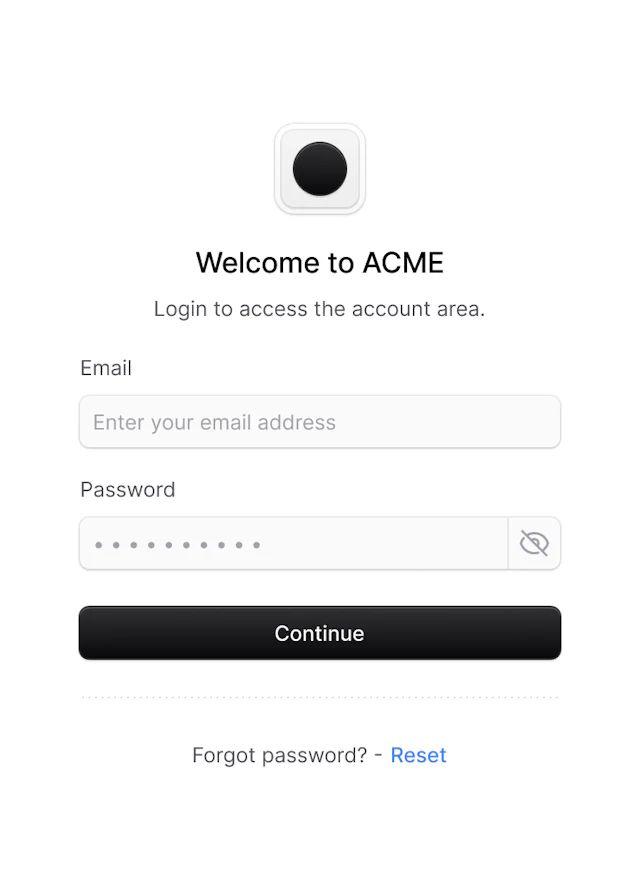 Welcome to ACME
Login to access the account area.
Email
Enter your email address
Password
••••••••••
Continue
Forgot password? - Reset